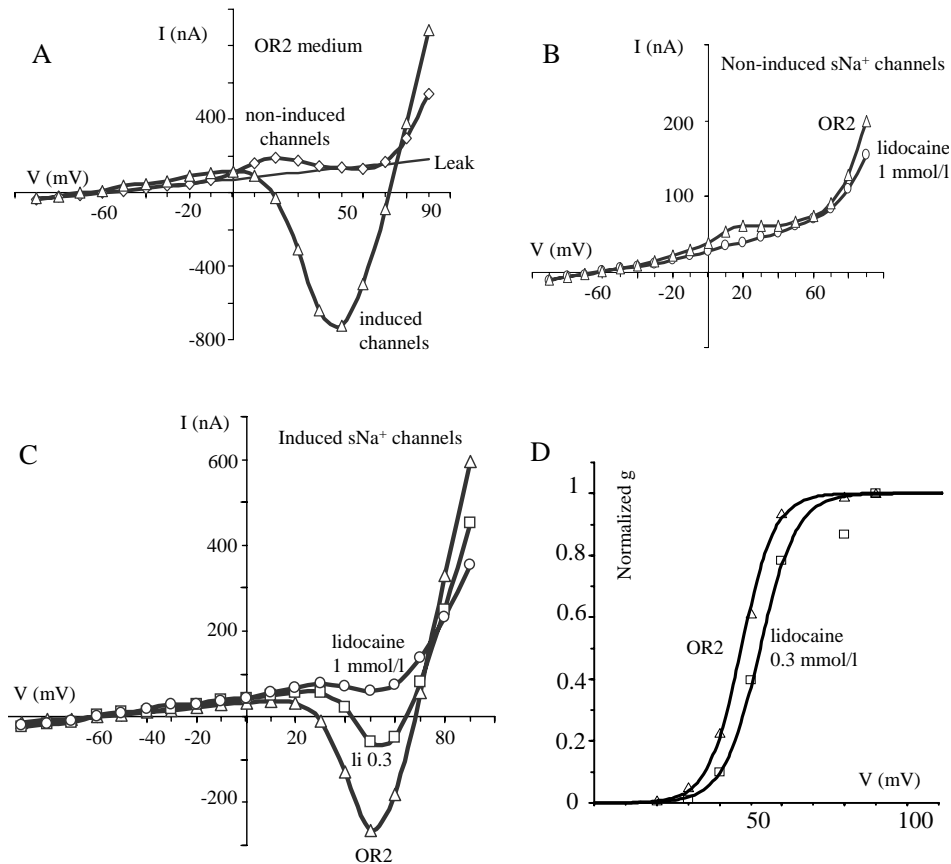 A
I (nA)
OR2 medium
400
non-induced
channels
Leak
V (mV)
-60
-20
50
90
-400
induced
channels
-800
B
I (nA)
Non-induced sNa⁺ channels
OR2
200
lidocaine
1 mmol/l
100
V (mV)
-60
-20
20
60
C
I (nA)
Induced sNa⁺ channels
600
400
200
lidocaine
1 mmol/l
V (mV)
-80
-60
-40
-20
20
80
li 0.3
-200
OR2
D
Normalized g
1
0.8
0.6
0.4
0.2
0
OR2
lidocaine
0.3 mmol/l
V (mV)
50
100